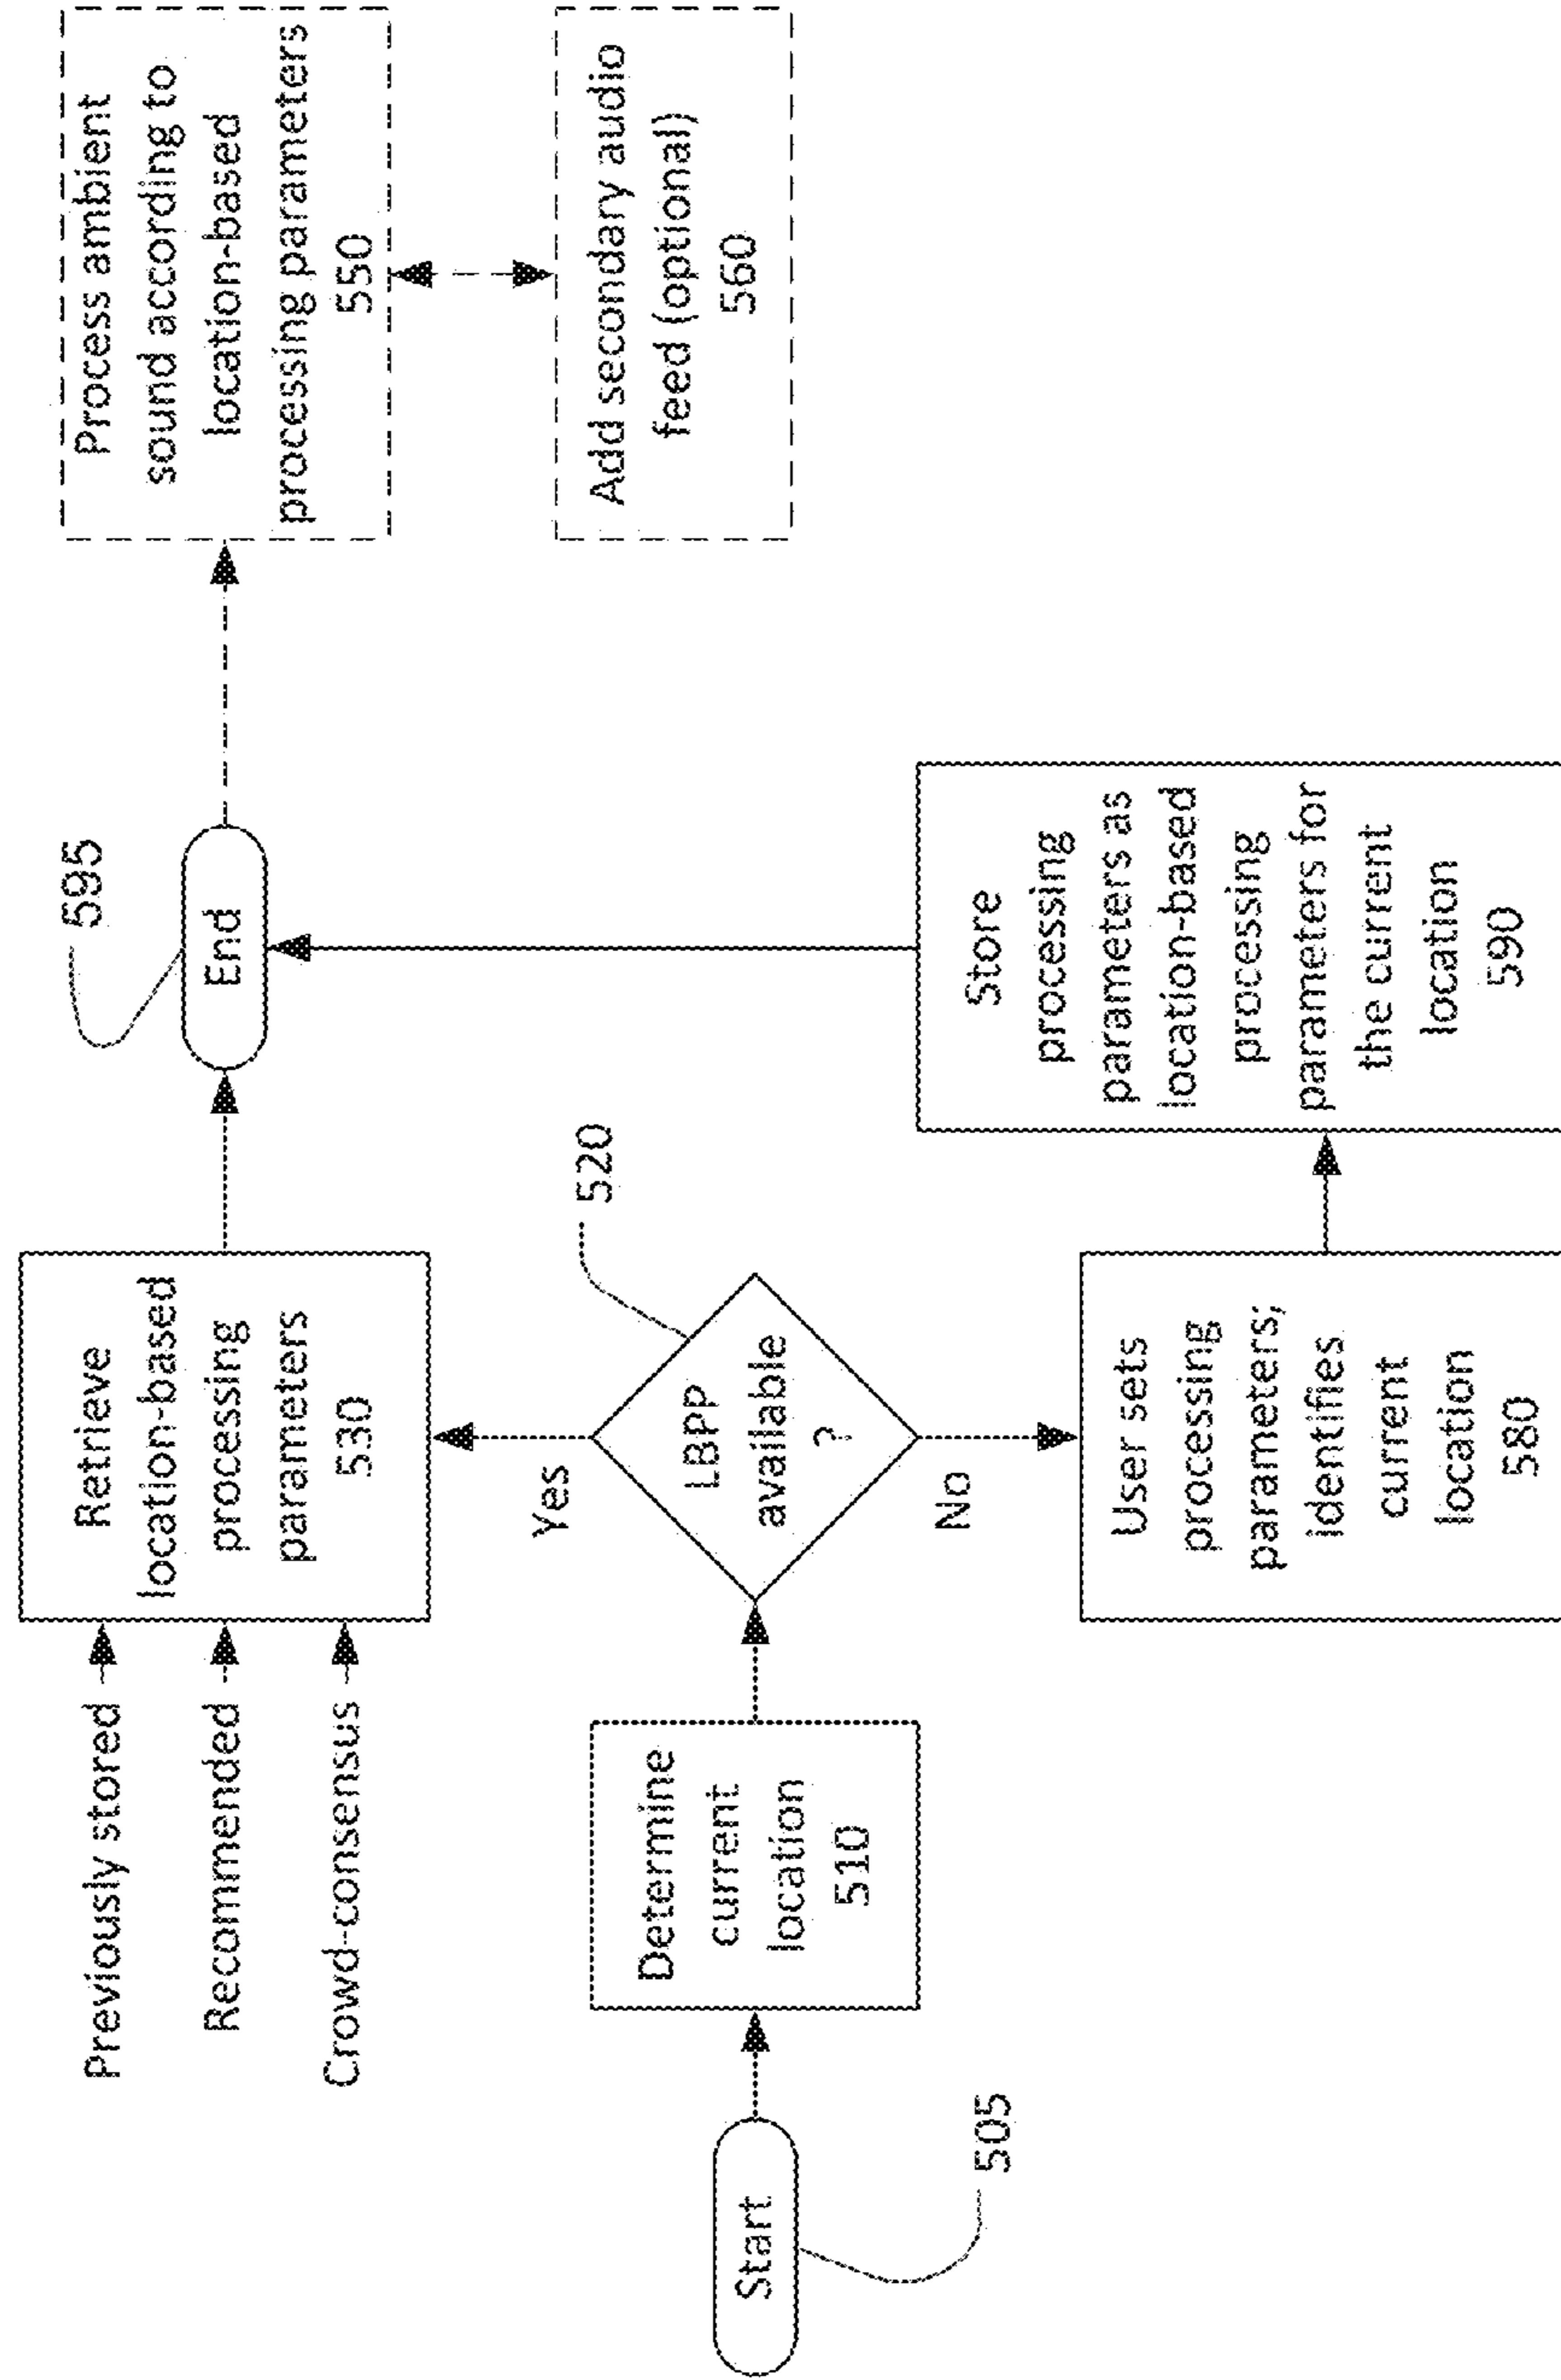 Previously stored
Recommended
Crowd-consensus
Retrieve
location-based
processing
parameters
530
End
595
Process ambient
sound according to
location-based
processing parameters
550
Add secondary audio
feed (optional)
560
Start
505
Determine
current
location
510
LBPP
available
?
520
Yes
No
User sets
processing
parameters;
identifies
current
location
580
Store
processing
parameters as
location-based
processing
parameters for
the current
location
590